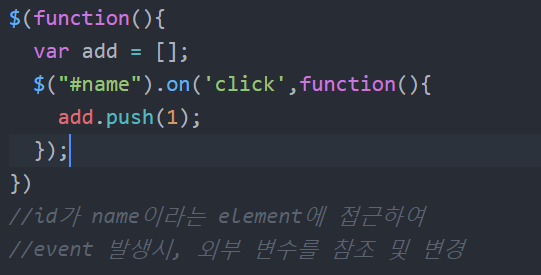 $(function(){
  var add = [];
  $("#name").on('click',function(){
    add.push(1);
  });
})
//id가 name이라는 element에 접근하여
//event 발생시, 외부 변수를 참조 및 변경